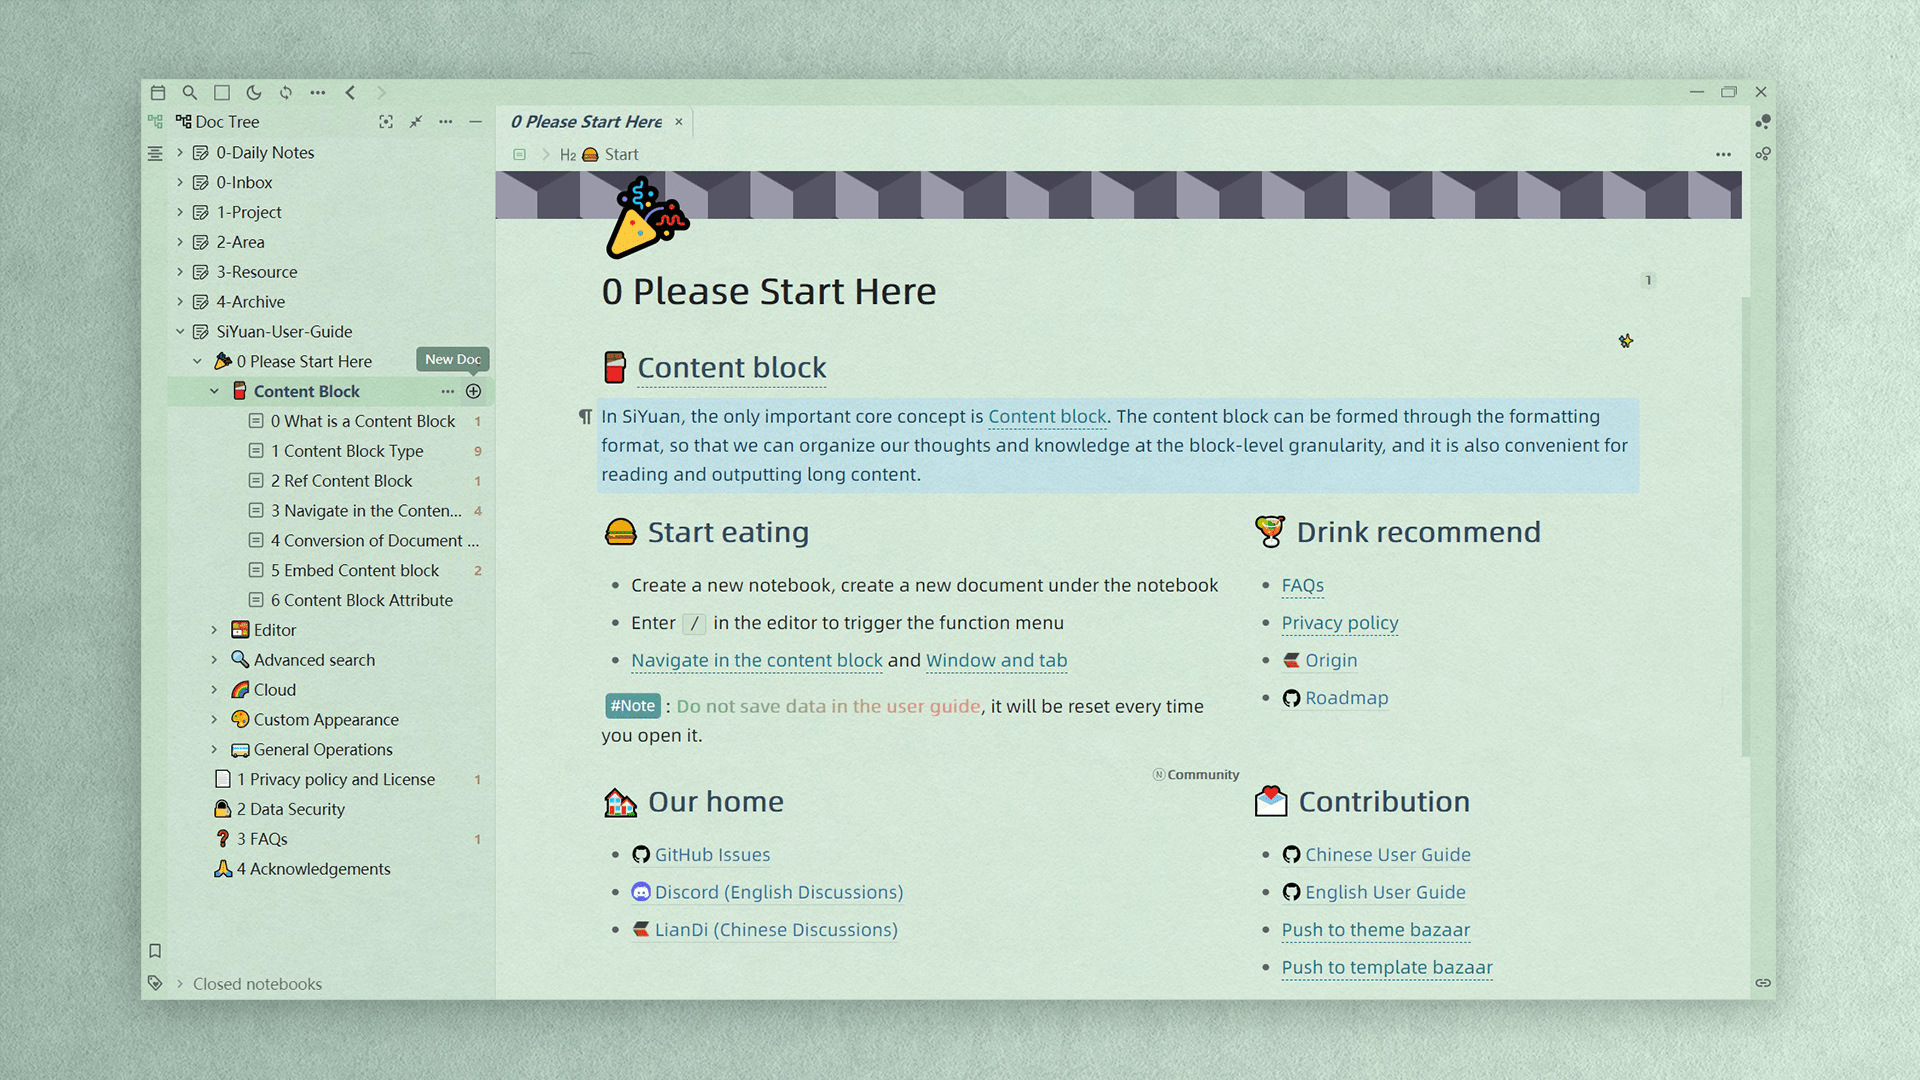 Doc Tree
0-Daily Notes
0-Inbox
1-Project
2-Area
3-Resource
4-Archive
SiYuan-User-Guide
0 Please Start Here
New Doc
Content Block
0 What is a Content Block 1
1 Content Block Type 9
2 Ref Content Block 1
3 Navigate in the Conten... 4
4 Conversion of Document ...
5 Embed Content block 2
6 Content Block Attribute
Editor
Advanced search
Cloud
Custom Appearance
General Operations
1 Privacy policy and License 1
2 Data Security
3 FAQs 1
4 Acknowledgements
Closed notebooks
0 Please Start Here
H2 Start
0 Please Start Here
1
Content block
In SiYuan, the only important core concept is Content block. The content block can be formed through the formatting
format, so that we can organize our thoughts and knowledge at the block-level granularity, and it is also convenient for
reading and outputting long content.
Start eating
Create a new notebook, create a new document under the notebook
Enter / in the editor to trigger the function menu
Navigate in the content block and Window and tab
#Note : Do not save data in the user guide, it will be reset every time
you open it.
Drink recommend
FAQs
Privacy policy
Origin
Roadmap
N Community
Our home
GitHub Issues
Discord (English Discussions)
LianDi (Chinese Discussions)
Contribution
Chinese User Guide
English User Guide
Push to theme bazaar
Push to template bazaar